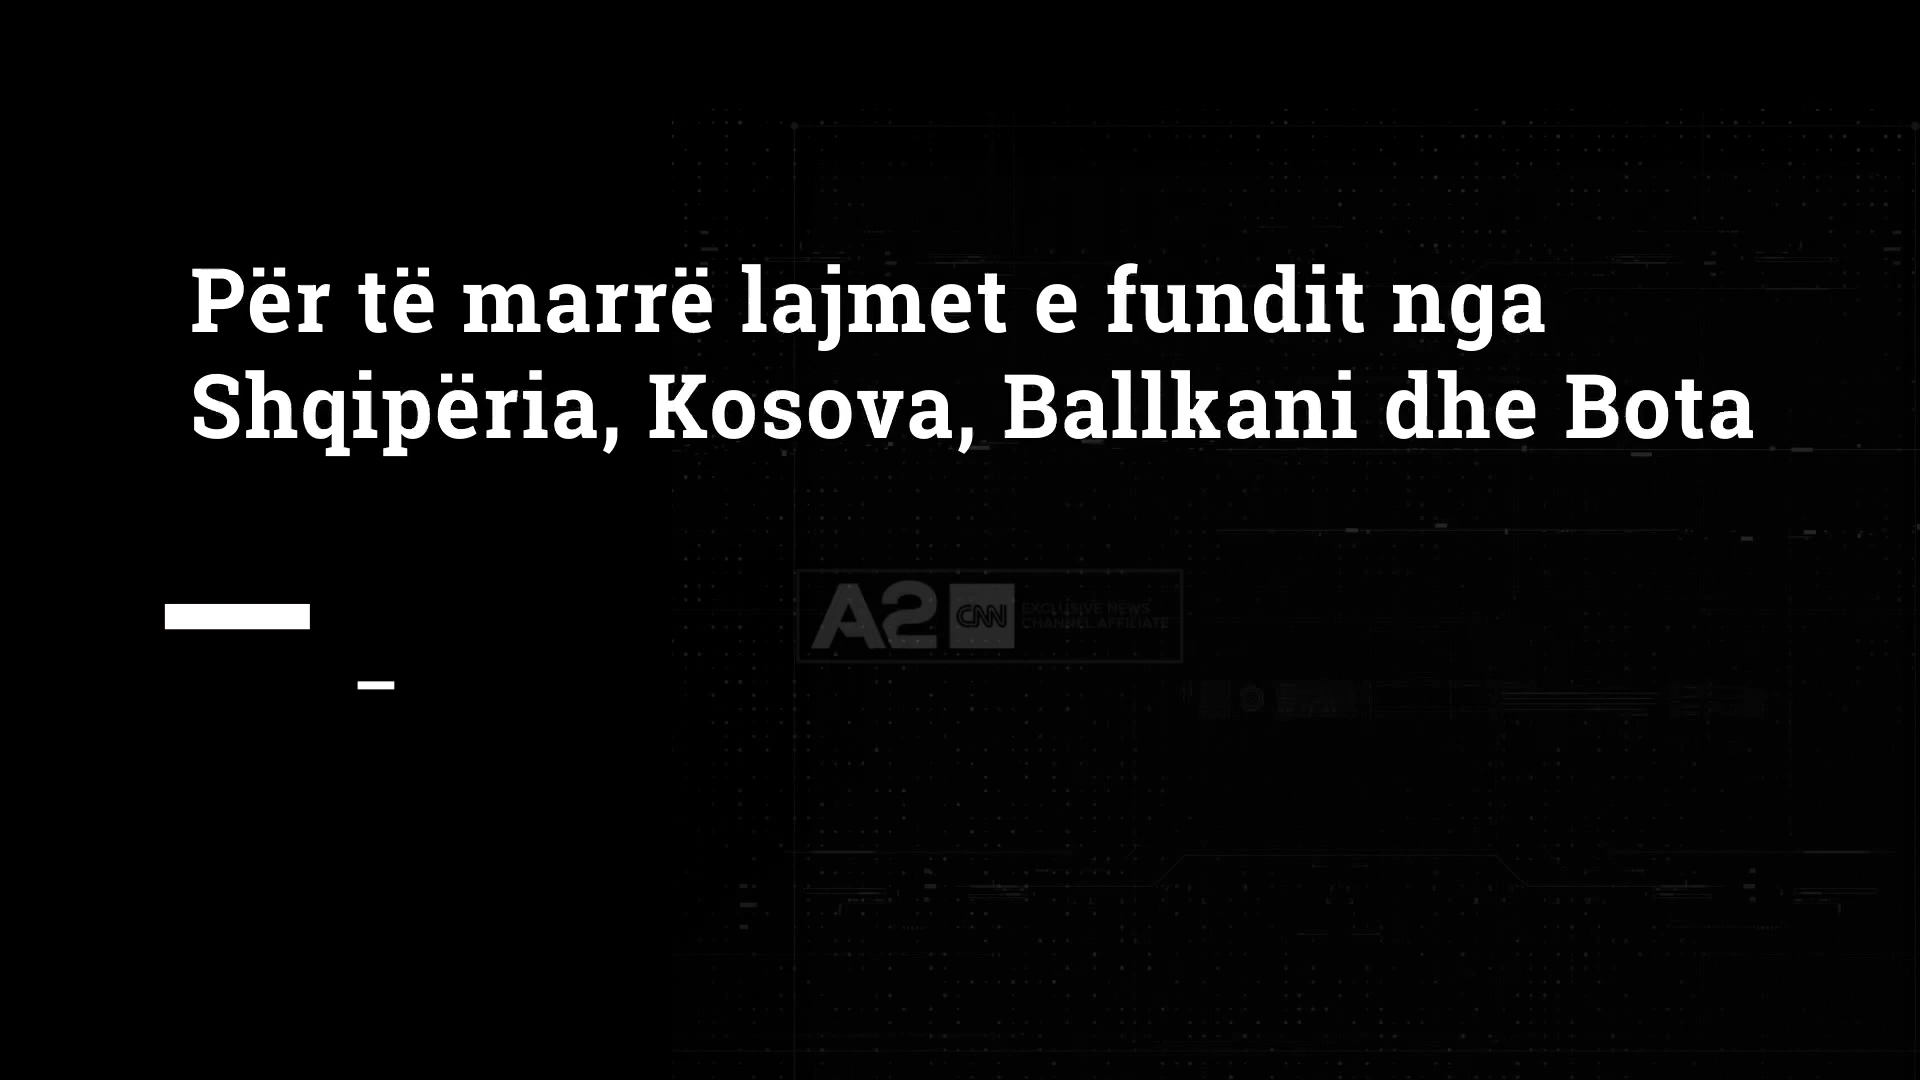 Për të marrë lajmet e fundit nga
Shqipëria, Kosova, Ballkani dhe Bota
A2 CNN EXCLUSIVE NEWS
CHANNEL AFFILIATE